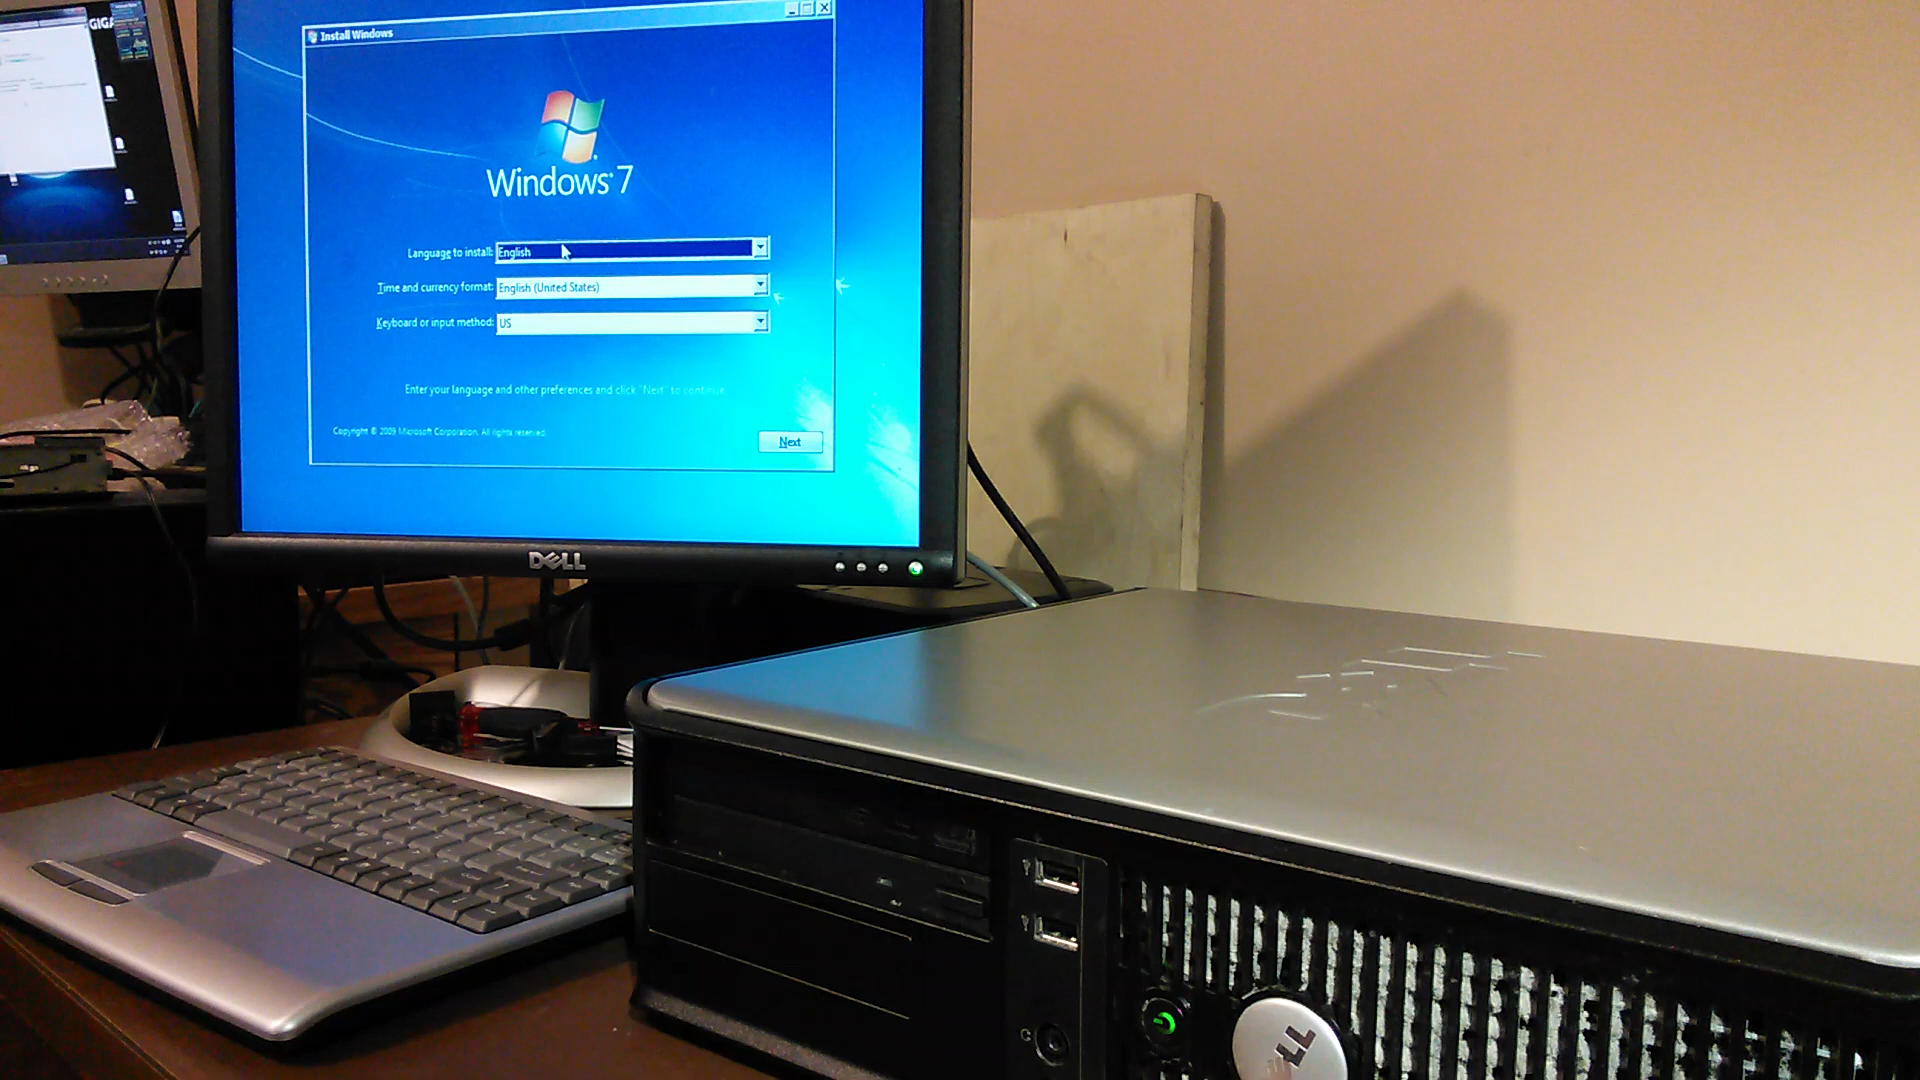 GIGA
Install Windows
Windows 7
Language to install: English
Time and currency format: English (United States)
Keyboard or input method: US
Enter your language and other preferences and click "Next" to continue.
Copyright © 2009 Microsoft Corporation. All rights reserved.
Next
DELL
DELL